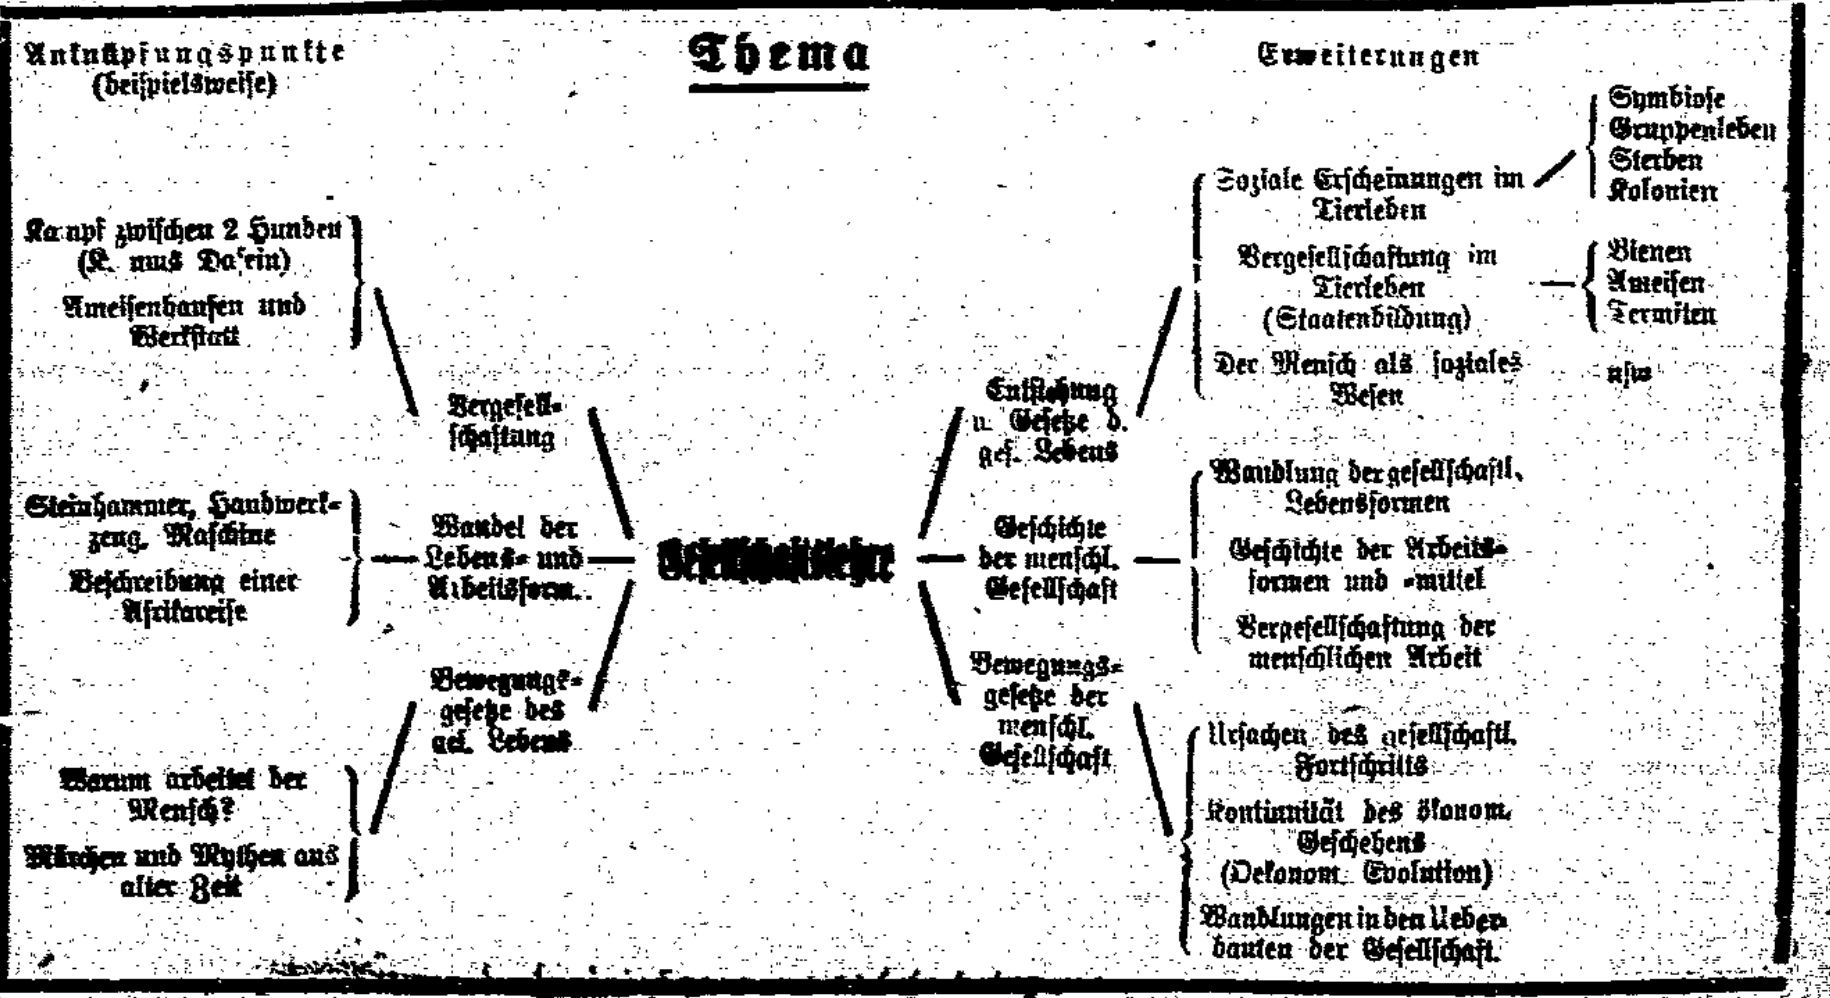 Anknüpfungspunkte
(beispielsweise)
Kampf zwischen 2 Hunden
(K. ums Dasein)
Ameisenhaufen und
Werkstatt
Steinhammer, Handwerk-
zeug, Maschine
Beschreibung einer
Afrikareise
Warum arbeitet der
Mensch?
Märchen und Mythen aus
alter Zeit
Vergesell-
schaftung
Wandel der
Lebens- und
Arbeitsform.
Bewegungs-
gesetze des
ges. Lebens
Thema
Gesellschaftslehre
Entstehung
u. Gesetze d.
ges. Lebens
Geschichte
der menschl.
Gesellschaft
Bewegungs-
gesetze der
menschl.
Gesellschaft
Erweiterungen
Soziale Erscheinungen im
Tierleben
Vergesellschaftung im
Tierleben
(Staatenbildung)
Der Mensch als soziales
Wesen
Wandlung der gesellschaftl.
Lebensformen
Geschichte der Arbeits-
formen und -mittel
Vergesellschaftung der
menschlichen Arbeit
Ursachen des gesellschaftl.
Fortschritts
Kontinuität des ökonom.
Geschehens
(Oekonom. Evolution)
Wandlungen in den Ueber-
bauten der Gesellschaft.
Symbiose
Gruppenleben
Sterben
Kolonien
Bienen
Ameisen
Termiten
usw